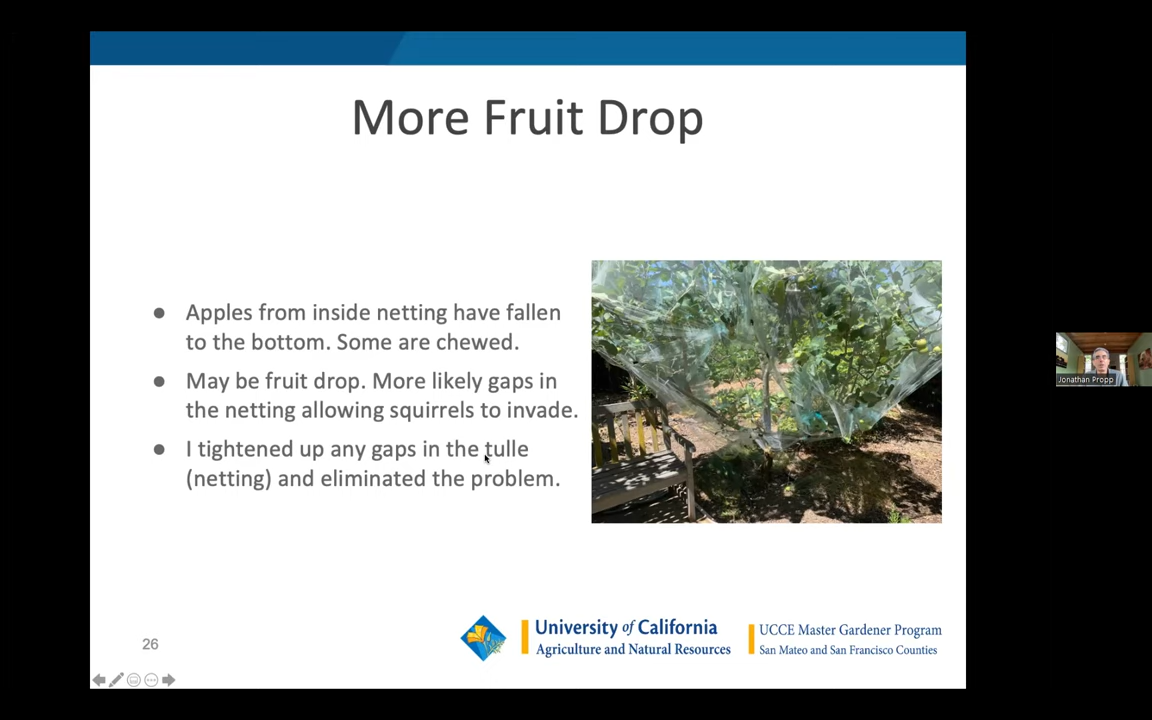 More Fruit Drop
● Apples from inside netting have fallen
to the bottom. Some are chewed.
● May be fruit drop. More likely gaps in
the netting allowing squirrels to invade.
● I tightened up any gaps in the tulle
(netting) and eliminated the problem.
Jonathan Propp
26
University of California
Agriculture and Natural Resources
UCCE Master Gardener Program
San Mateo and San Francisco Counties